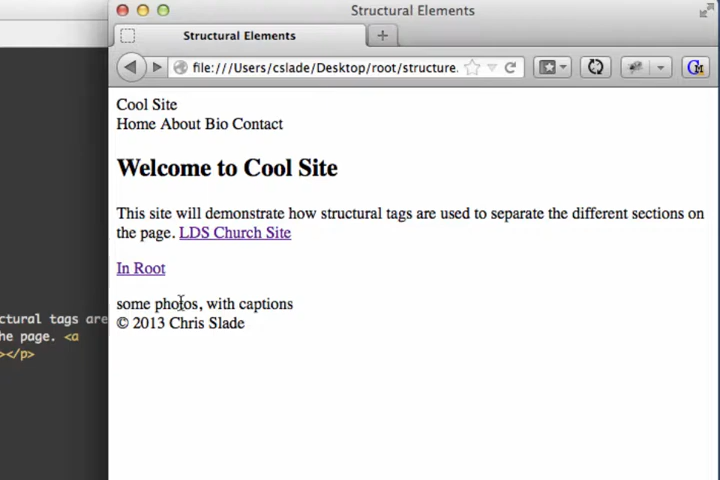 Structural Elements
Structural Elements
file:///Users/cslade/Desktop/root/structure.
Cool Site
Home About Bio Contact
Welcome to Cool Site
This site will demonstrate how structural tags are used to separate the different sections on
the page. LDS Church Site
In Root
some photos, with captions
© 2013 Chris Slade
ctural tags are
he page. <a
></p>